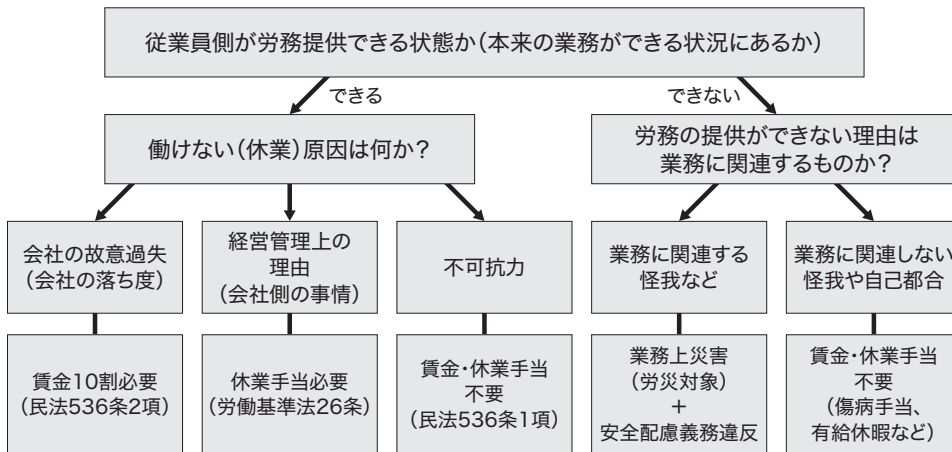 従業員側が労務提供できる状態か(本来の業務ができる状況にあるか)
できる
できない
働けない(休業)原因は何か?
労務の提供ができない理由は
業務に関連するものか?
会社の故意過失
(会社の落ち度)
経営管理上の
理由
(会社側の事情)
不可抗力
業務に関連する
怪我など
業務に関連しない
怪我や自己都合
賃金10割必要
(民法536条2項)
休業手当必要
(労働基準法26条)
賃金・休業手当
不要
(民法536条1項)
業務上災害
(労災対象)
+
安全配慮義務違反
賃金・休業手当
不要
(傷病手当、
有給休暇など)